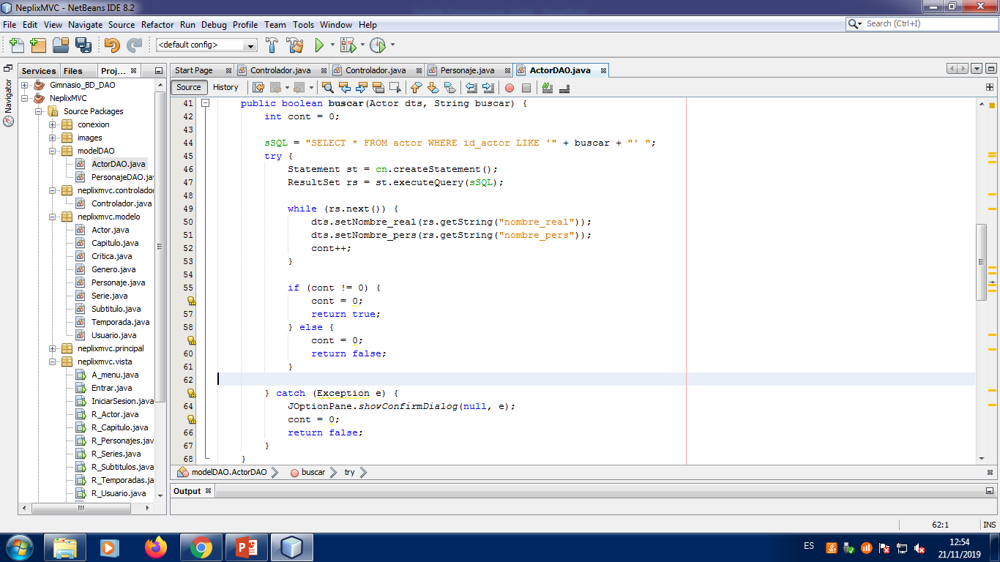 NeplixMVC - NetBeans IDE 8.2
File Edit View Navigate Source Refactor Run Debug Profile Team Tools Window Help
Search (Ctrl+I)
<default config>
Navigator
Services Files Proj...
Gimnasio_BD_DAO
NeplixMVC
Source Packages
conexion
images
modelDAO
ActorDAO.java
PersonajeDAO.jav
neplixmvc.controlador
Controlador.java
neplixmvc.modelo
Actor.java
Capitulo.java
Critica.java
Genero.java
Personaje.java
Serie.java
Subtitulo.java
Temporada.java
Usuario.java
neplixmvc.principal
neplixmvc.vista
A_menu.java
Entrar.java
IniciarSesion.java
R_Actor.java
R_Capitulo.java
R_Personajes.jav
R_Series.java
R_Subtitulos.java
R_Temporadas.ja
R_Usuario.java
Start Page Controlador.java Controlador.java Personaje.java ActorDAO.java
Source History
41 public boolean buscar(Actor dts, String buscar) {
42 int cont = 0;
43
44 sSQL = "SELECT * FROM actor WHERE id_actor LIKE '" + buscar + "' ";
45 try {
46 Statement st = cn.createStatement();
47 ResultSet rs = st.executeQuery(sSQL);
48
49 while (rs.next()) {
50 dts.setNombre_real(rs.getString("nombre_real"));
51 dts.setNombre_pers(rs.getString("nombre_pers"));
52 cont++;
53 }
54
55 if (cont != 0) {
cont = 0;
57 return true;
58 } else {
cont = 0;
60 return false;
61 }
62
} catch (Exception e) {
64 JOptionPane.showConfirmDialog(null, e);
cont = 0;
66 return false;
67 }
68 }
modelDAO.ActorDAO buscar try
Output
62:1 INS
ES
12:54
21/11/2019